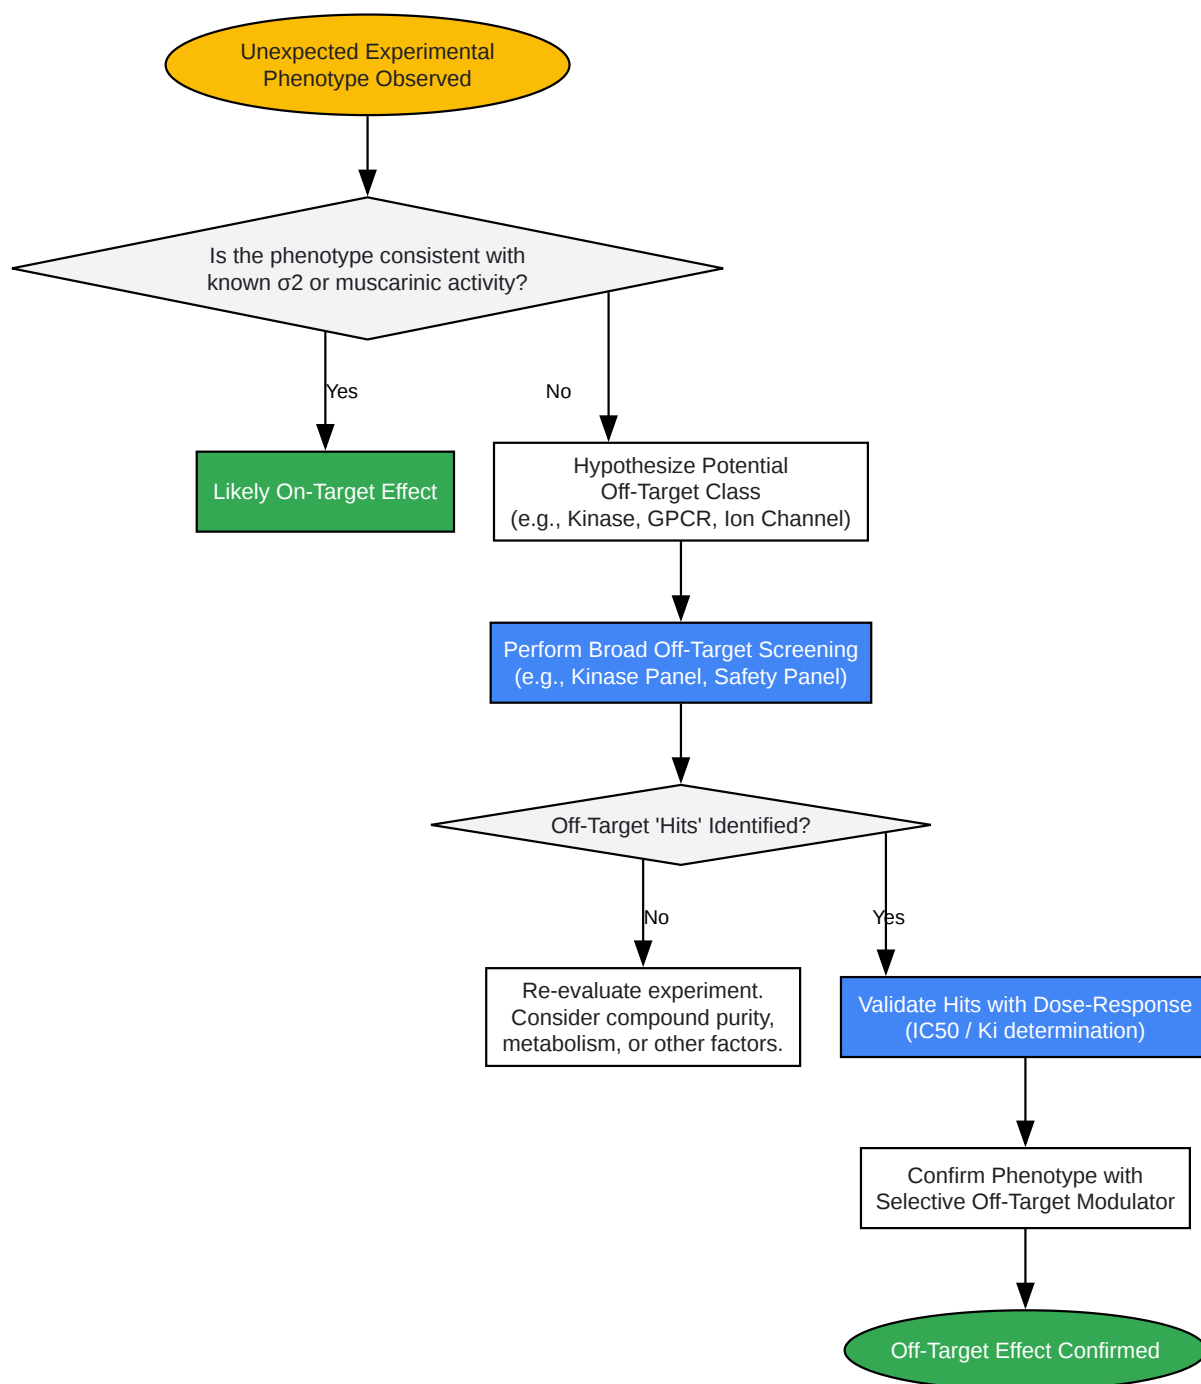 Unexpected Experimental
Phenotype Observed
Is the phenotype consistent with
known σ2 or muscarinic activity?
Yes
No
Likely On-Target Effect
Hypothesize Potential
Off-Target Class
(e.g., Kinase, GPCR, Ion Channel)
Perform Broad Off-Target Screening
(e.g., Kinase Panel, Safety Panel)
Off-Target 'Hits' Identified?
No
Yes
Re-evaluate experiment.
Consider compound purity,
metabolism, or other factors.
Validate Hits with Dose-Response
(IC50 / Ki determination)
Confirm Phenotype with
Selective Off-Target Modulator
Off-Target Effect Confirmed